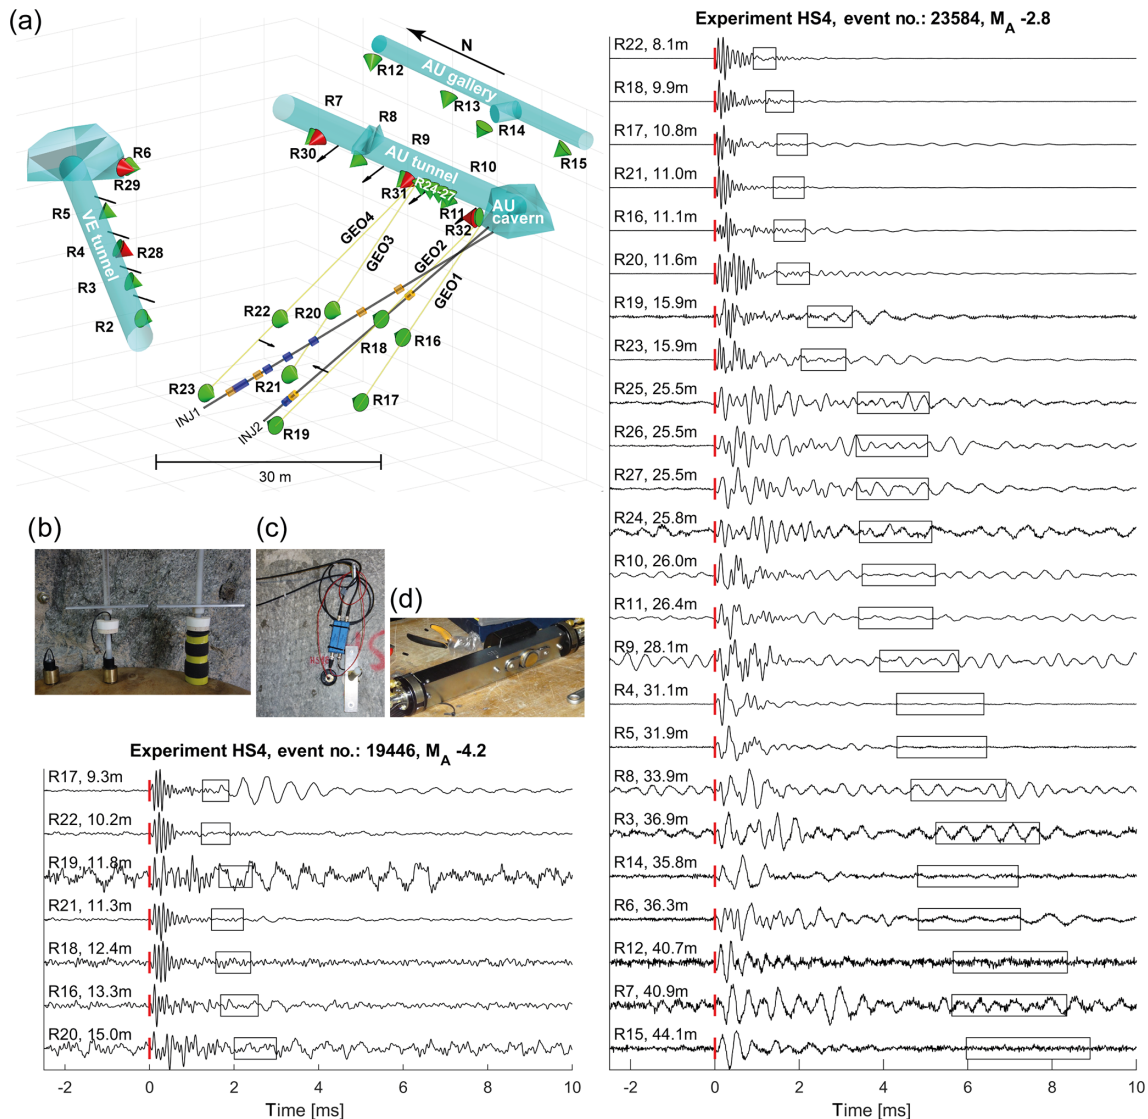 (a)
N
R12
AU gallery
R13
R14
R15
R7
R8
R9
R10
AU tunnel
R30
R31
R24-27
R11
R32
AU
cavern
R6
R29
R5
R4
R28
R3
R2
VE tunnel
GEO4
GEO3
GEO2
GEO1
R22
R20
R18
R16
R23
R21
R17
R19
INJ1
INJ2
30 m
(b)
(c)
(d)
Experiment HS4, event no.: 19446, M_A -4.2
R17, 9.3m
R22, 10.2m
R19, 11.8m
R21, 11.3m
R18, 12.4m
R16, 13.3m
R20, 15.0m
-2 0 2 4 6 8 10
Time [ms]
Experiment HS4, event no.: 23584, M_A -2.8
R22, 8.1m
R18, 9.9m
R17, 10.8m
R21, 11.0m
R16, 11.1m
R20, 11.6m
R19, 15.9m
R23, 15.9m
R25, 25.5m
R26, 25.5m
R27, 25.5m
R24, 25.8m
R10, 26.0m
R11, 26.4m
R9, 28.1m
R4, 31.1m
R5, 31.9m
R8, 33.9m
R3, 36.9m
R14, 35.8m
R6, 36.3m
R12, 40.7m
R7, 40.9m
R15, 44.1m
-2 0 2 4 6 8 10
Time [ms]